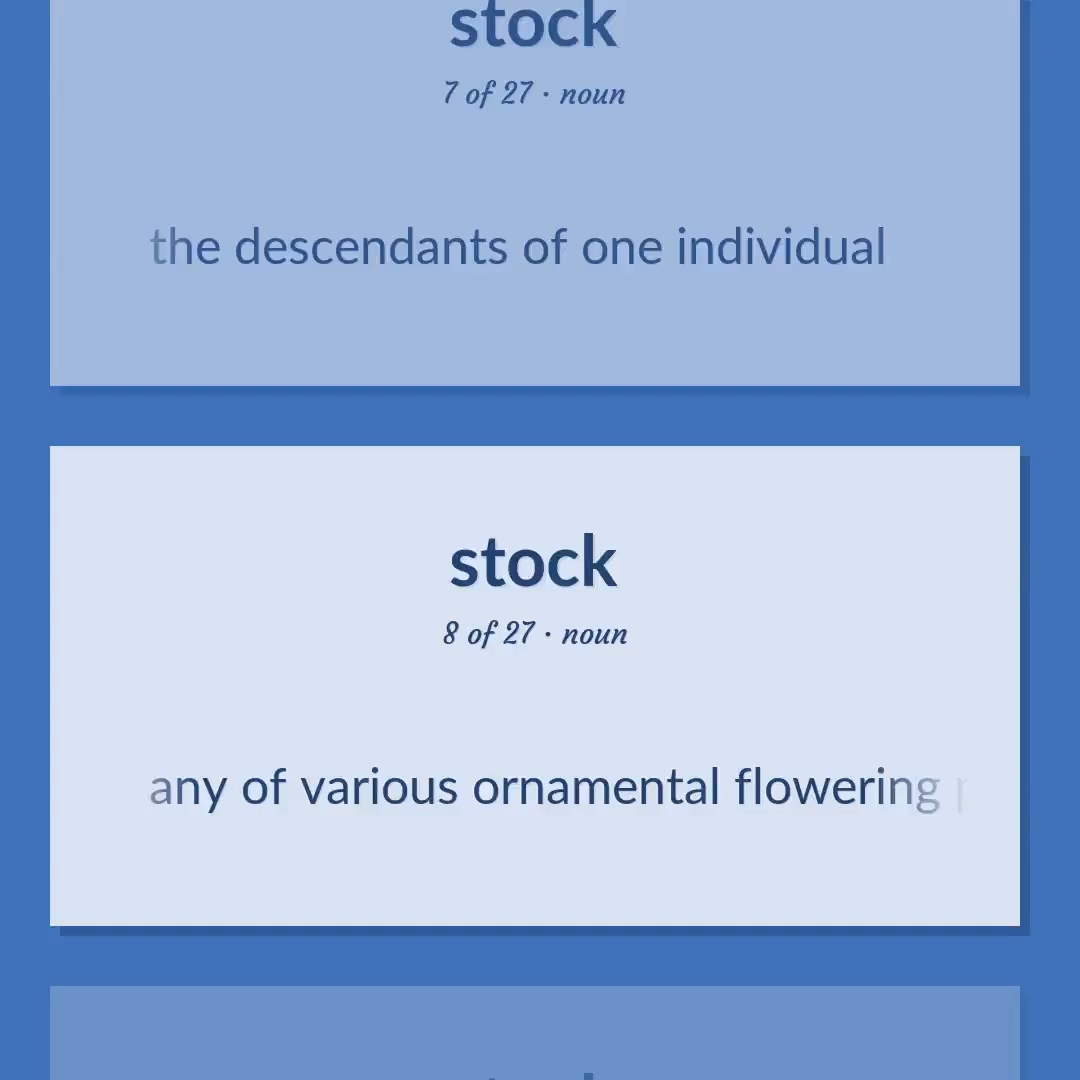 stock
7 of 27 · noun
the descendants of one individual
stock
8 of 27 · noun
any of various ornamental flowering